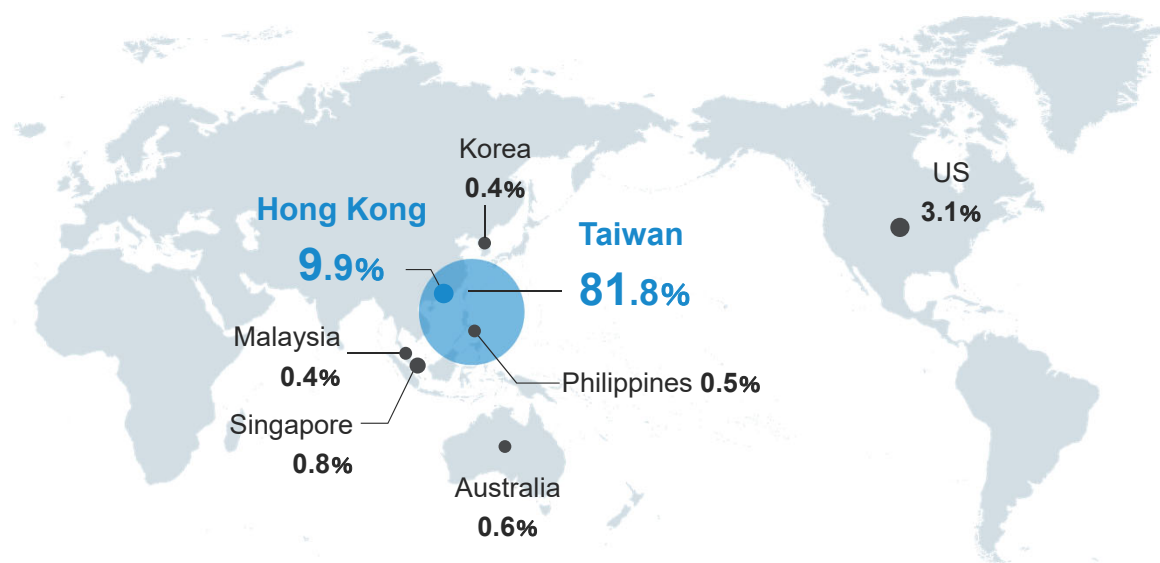 Korea
0.4%
US
3.1%
Hong Kong
9.9%
Taiwan
81.8%
Malaysia
0.4%
Philippines 0.5%
Singapore
0.8%
Australia
0.6%